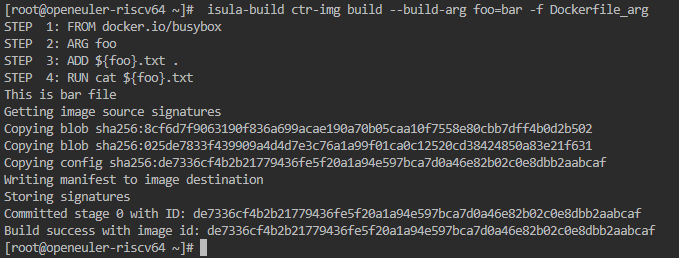 [root@openeuler-riscv64 ~]#  isula-build ctr-img build --build-arg foo=bar -f Dockerfile_arg
STEP  1: FROM docker.io/busybox
STEP  2: ARG foo
STEP  3: ADD ${foo}.txt .
STEP  4: RUN cat ${foo}.txt
This is bar file
Getting image source signatures
Copying blob sha256:8cf6d7f9063190f836a699acae190a70b05caa10f7558e80cbb7dff4b0d2b502
Copying blob sha256:025de7833f439909a4d4d7e3c76a1a99f01ca0c12520cd38424850a83e21f631
Copying config sha256:de7336cf4b2b21779436fe5f20a1a94e597bca7d0a46e82b02c0e8dbb2aabcaf
Writing manifest to image destination
Storing signatures
Committed stage 0 with ID: de7336cf4b2b21779436fe5f20a1a94e597bca7d0a46e82b02c0e8dbb2aabcaf
Build success with image id: de7336cf4b2b21779436fe5f20a1a94e597bca7d0a46e82b02c0e8dbb2aabcaf
[root@openeuler-riscv64 ~]#